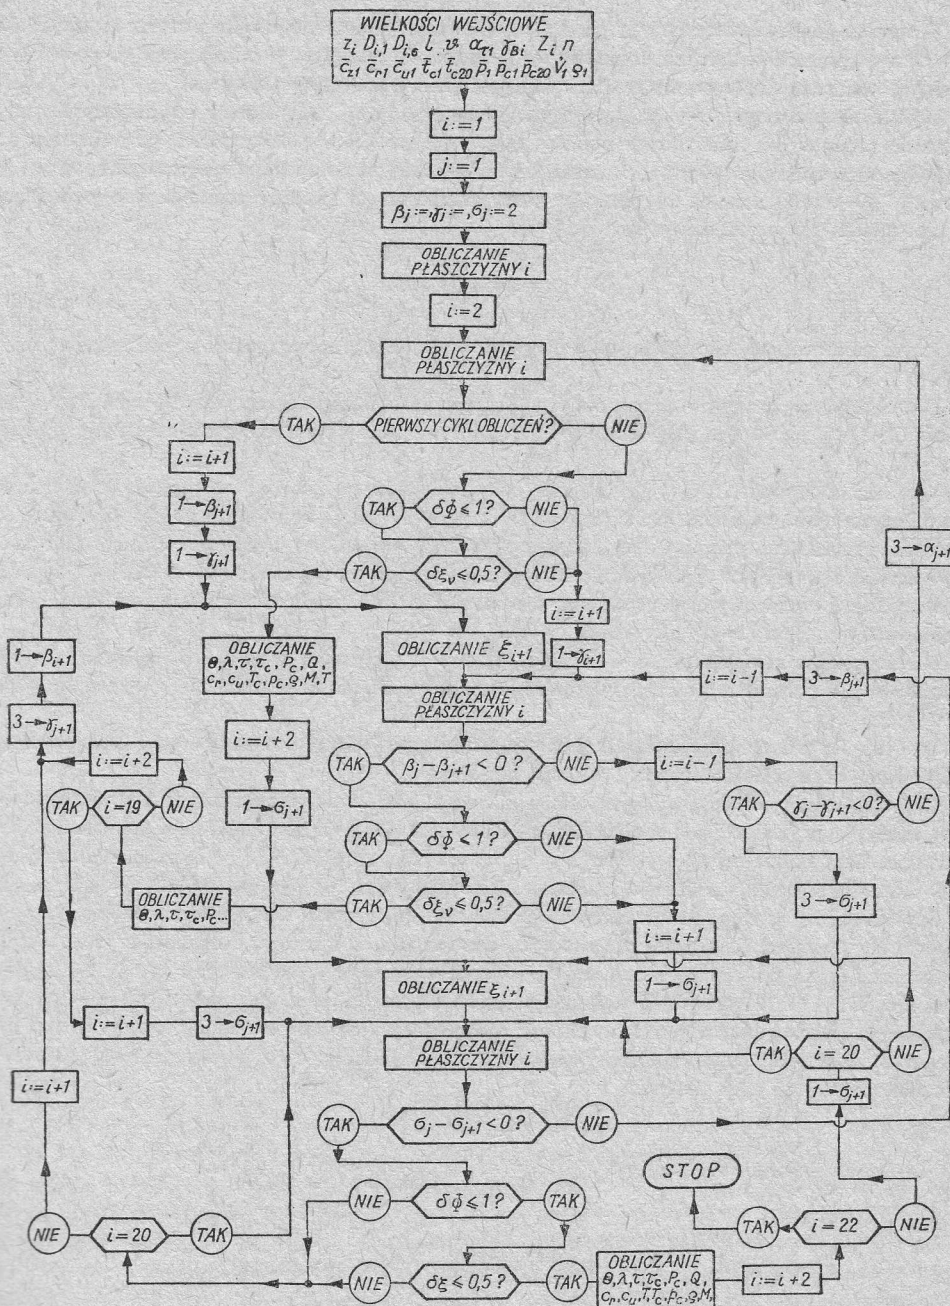 WIELKOŚCI WEJŚCIOWE
z_i D_i,1 D_i,6 l ϑ α_τ1 γ_Bi Z_i n
c̄_z1 c̄_r1 c̄_u1 t̄_c1 t̄_c20 p̄_1 p̄_c1 p̄_c20 V̇_1 ϱ_1
i:=1
j:=1
β_j:=,γ_j:=,σ_j:=2
OBLICZANIE
PŁASZCZYZNY i
i:=2
OBLICZANIE
PŁASZCZYZNY i
TAK
PIERWSZY CYKL OBLICZEŃ?
NIE
i:=i+1
1→β_j+1
1→γ_j+1
TAK
δΦ≤1?
NIE
3→α_j+1
TAK
δξ_ν≤0,5?
NIE
i:=i+1
1→γ_i+1
1→β_i+1
OBLICZANIE
Θ,λ,τ,τ_c,P_c,Q,
c_r,c_u,T_c,p_c,ϱ,M,T
OBLICZANIE ξ_i+1
i:=i-1
3→β_j+1
3→γ_j+1
OBLICZANIE
PŁASZCZYZNY i
i:=i+2
i:=i+2
TAK
β_j-β_j+1<0?
NIE
i:=i-1
TAK
i=19
NIE
1→σ_j+1
TAK
γ_j-γ_j+1<0?
NIE
TAK
δΦ≤1?
NIE
OBLICZANIE
Θ,λ,τ,τ_c,P_c...
TAK
δξ_ν≤0,5?
NIE
3→σ_j+1
i:=i+1
OBLICZANIE ξ_i+1
1→σ_j+1
i:=i+1
3→σ_j+1
OBLICZANIE
PŁASZCZYZNY i
TAK
i=20
NIE
i:=i+1
1→σ_j+1
TAK
σ_j-σ_j+1<0?
NIE
STOP
NIE
δΦ≤1?
TAK
NIE
i=20
TAK
TAK
i=22
NIE
NIE
δξ≤0,5?
TAK
OBLICZANIE
Θ,λ,τ,τ_c,P_c,Q,
c_r,c_u,T,T_c,p_c,ϱ,M,
i:=i+2